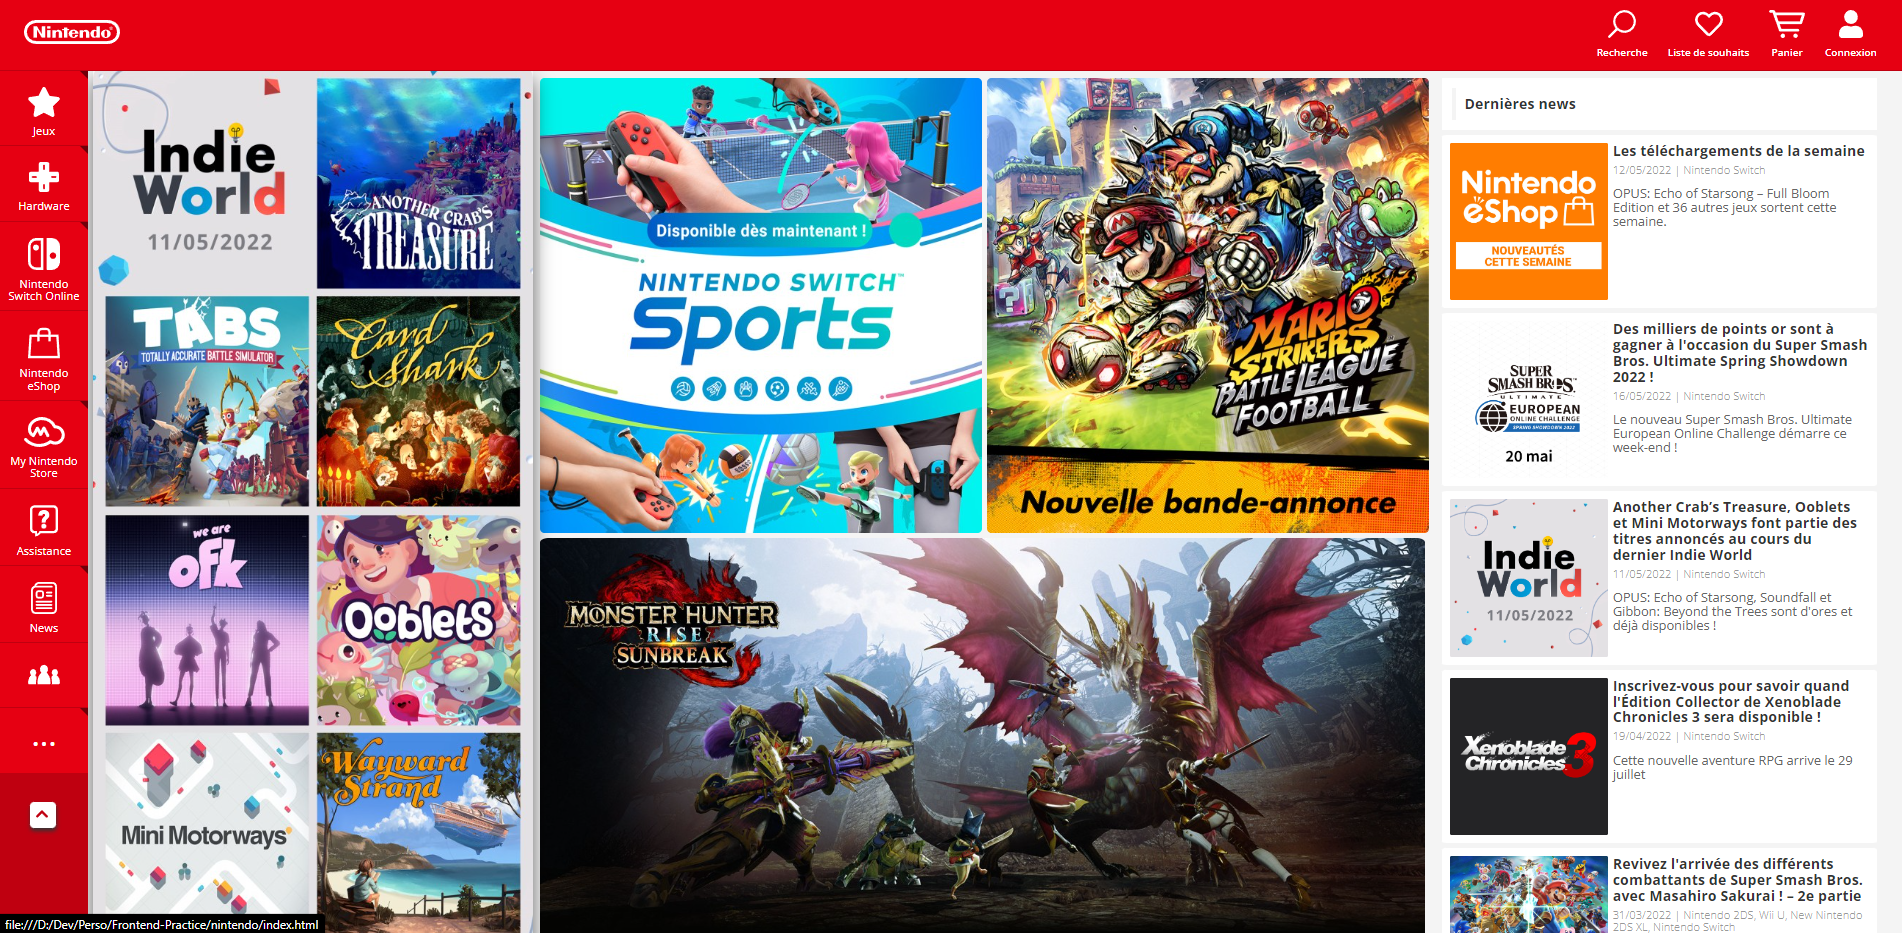 Nintendo
Recherche
Liste de souhaits
Panier
Connexion
Jeux
Hardware
Nintendo
Switch Online
Nintendo
eShop
My Nintendo
Store
Assistance
News
Indie
World
11/05/2022
ANOTHER CRAB'S
TREASURE
TABS
TOTALLY ACCURATE BATTLE SIMULATOR
Card
Shark
we are
ofk
Ooblets
Mini Motorways
Wayward
Strand
Disponible dès maintenant !
NINTENDO SWITCH™
Sports
MARIO
STRIKERS
BATTLE LEAGUE
FOOTBALL
Nouvelle bande-annonce
MONSTER HUNTER
RISE
SUNBREAK
Dernières news
Nintendo
eShop
NOUVEAUTÉS
CETTE SEMAINE
Les téléchargements de la semaine
12/05/2022 | Nintendo Switch
OPUS: Echo of Starsong – Full Bloom
Edition et 36 autres jeux sortent cette
semaine.
SUPER
SMASH BROS.
ULTIMATE
EUROPEAN
ONLINE CHALLENGE
SPRING SHOWDOWN 2022
20 mai
Des milliers de points or sont à
gagner à l'occasion du Super Smash
Bros. Ultimate Spring Showdown
2022 !
16/05/2022 | Nintendo Switch
Le nouveau Super Smash Bros. Ultimate
European Online Challenge démarre ce
week-end !
Indie
World
11/05/2022
Another Crab’s Treasure, Ooblets
et Mini Motorways font partie des
titres annoncés au cours du
dernier Indie World
11/05/2022 | Nintendo Switch
OPUS: Echo of Starsong, Soundfall et
Gibbon: Beyond the Trees sont d'ores et
déjà disponibles !
Xenoblade
Chronicles 3
Inscrivez-vous pour savoir quand
l'Édition Collector de Xenoblade
Chronicles 3 sera disponible !
19/04/2022 | Nintendo Switch
Cette nouvelle aventure RPG arrive le 29
juillet
Revivez l'arrivée des différents
combattants de Super Smash Bros.
avec Masahiro Sakurai ! – 2e partie
31/03/2022 | Nintendo 2DS, Wii U, New Nintendo
2DS XL, Nintendo Switch
file:///D:/Dev/Perso/Frontend-Practice/nintendo/index.html